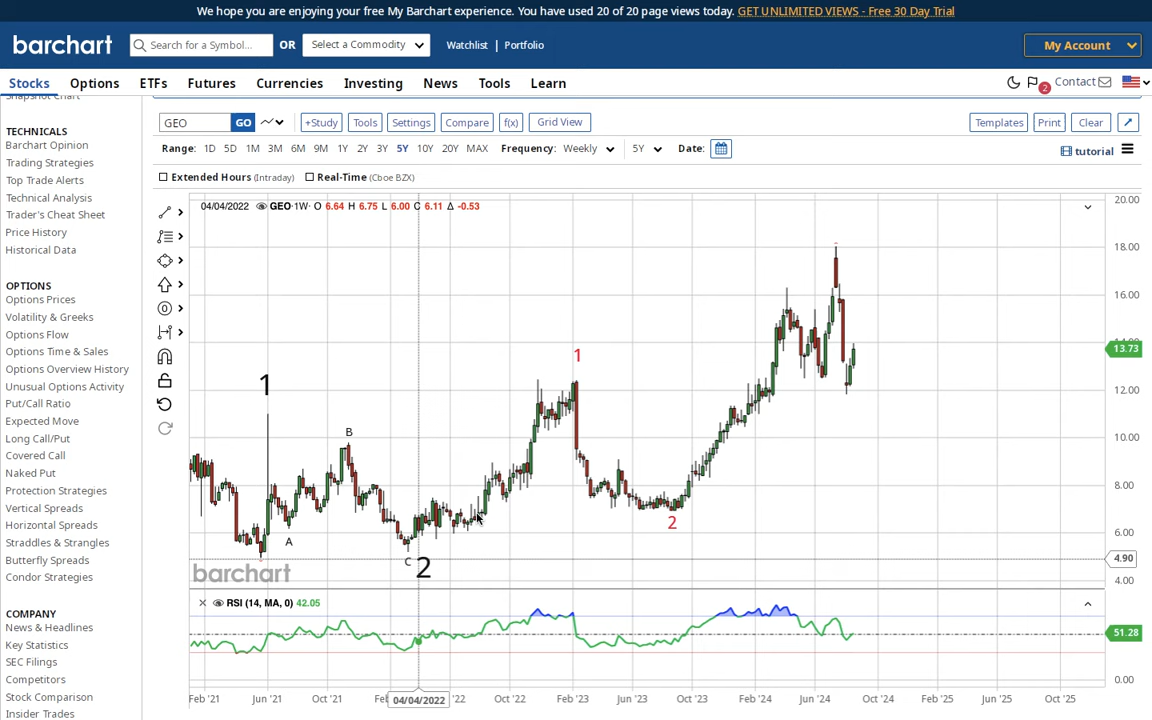 We hope you are enjoying your free My Barchart experience. You have used 20 of 20 page views today. GET UNLIMITED VIEWS - Free 30 Day Trial
barchart
Search for a Symbol...
OR
Select a Commodity
Watchlist | Portfolio
My Account
Stocks Options ETFs Futures Currencies Investing News Tools Learn
2
Contact
Snapshot Chart
TECHNICALS
Barchart Opinion
Trading Strategies
Top Trade Alerts
Technical Analysis
Trader's Cheat Sheet
Price History
Historical Data
OPTIONS
Options Prices
Volatility & Greeks
Options Flow
Options Time & Sales
Options Overview History
Unusual Options Activity
Put/Call Ratio
Expected Move
Long Call/Put
Covered Call
Naked Put
Protection Strategies
Vertical Spreads
Horizontal Spreads
Straddles & Strangles
Butterfly Spreads
Condor Strategies
COMPANY
News & Headlines
Key Statistics
SEC Filings
Competitors
Stock Comparison
Insider Trades
GEO GO +Study Tools Settings Compare f(x) Grid View Templates Print Clear
Range: 1D 5D 1M 3M 6M 9M 1Y 2Y 3Y 5Y 10Y 20Y MAX Frequency: Weekly 5Y Date:
tutorial
Extended Hours (Intraday) Real-Time (Cboe BZX)
04/04/2022 GEO·1W· O 6.64 H 6.75 L 6.00 C 6.11 Δ -0.53
20.00
18.00
16.00
13.73
12.00
10.00
8.00
6.00
4.90
4.00
1
B
A
C
2
1
2
barchart
RSI (14, MA, 0) 42.05
51.28
0.00
Feb '21 Jun '21 Oct '21 Feb 04/04/2022 '22 Oct '22 Feb '23 Jun '23 Oct '23 Feb '24 Jun '24 Oct '24 Feb '25 Jun '25 Oct '25